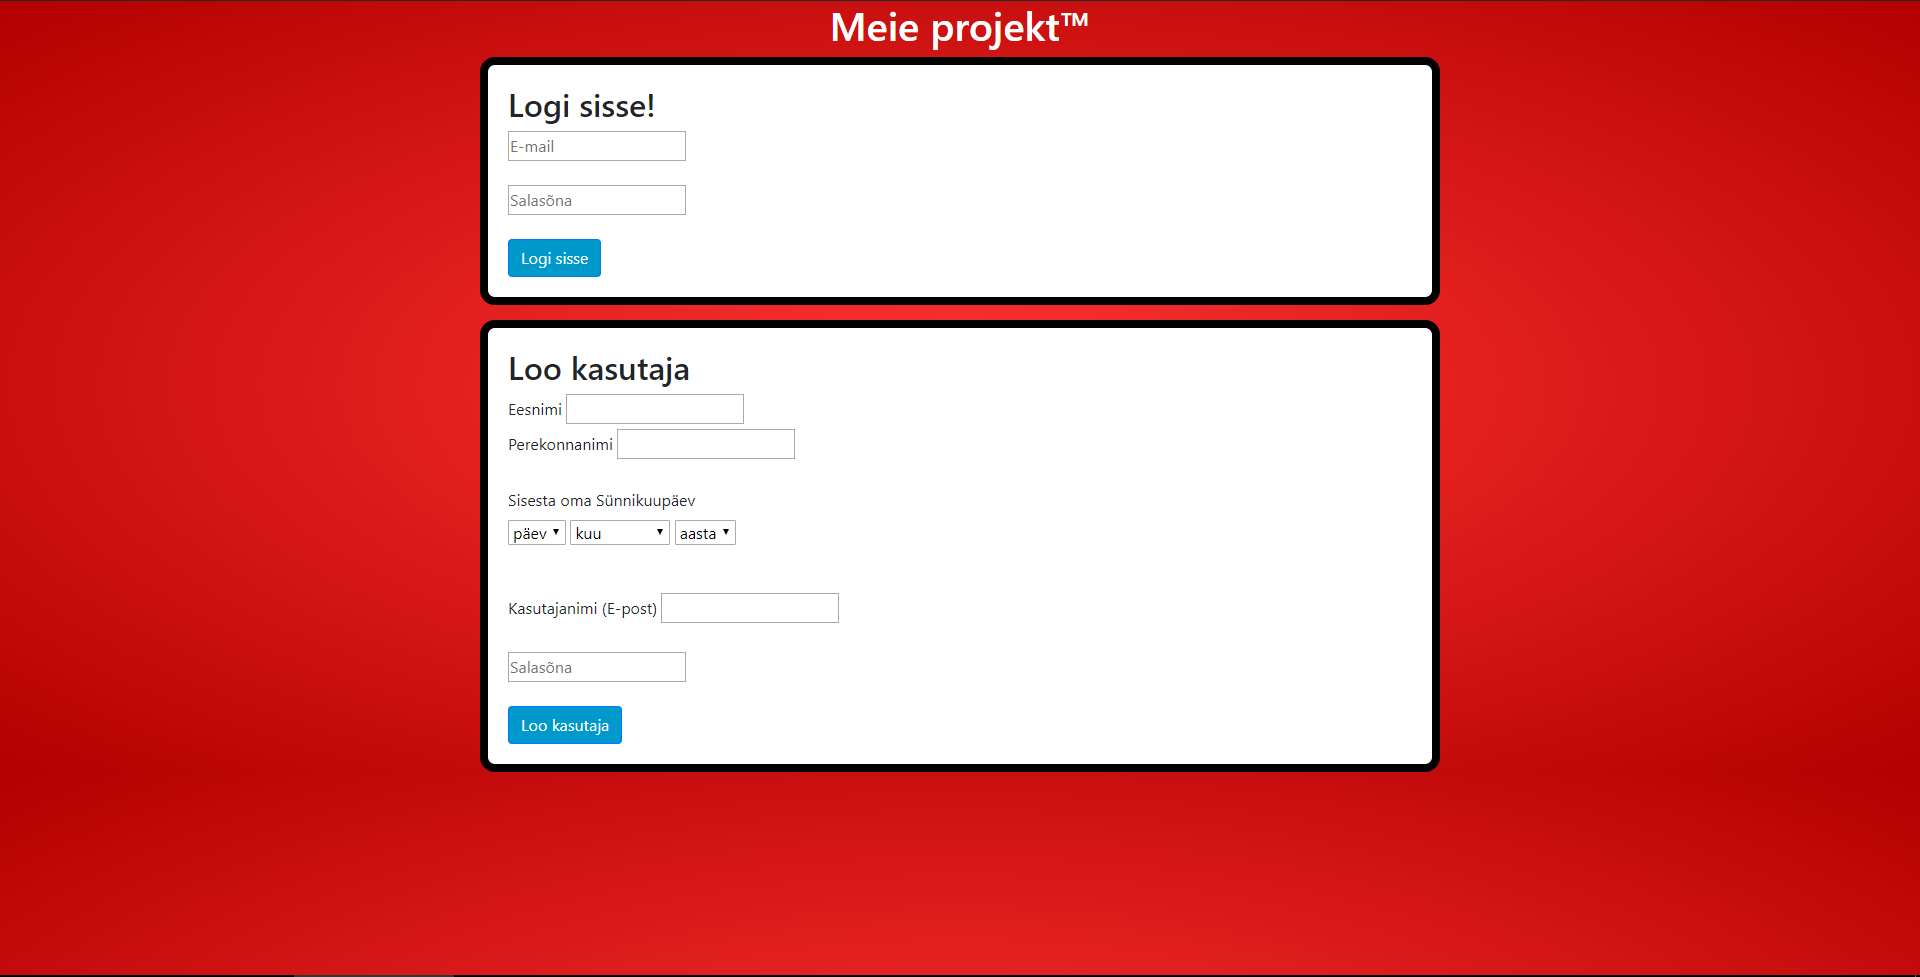 Meie projekt™
Logi sisse!
E-mail
Salasõna
Logi sisse
Loo kasutaja
Eesnimi
Perekonnanimi
Sisesta oma Sünnikuupäev
päev kuu aasta
Kasutajanimi (E-post)
Salasõna
Loo kasutaja